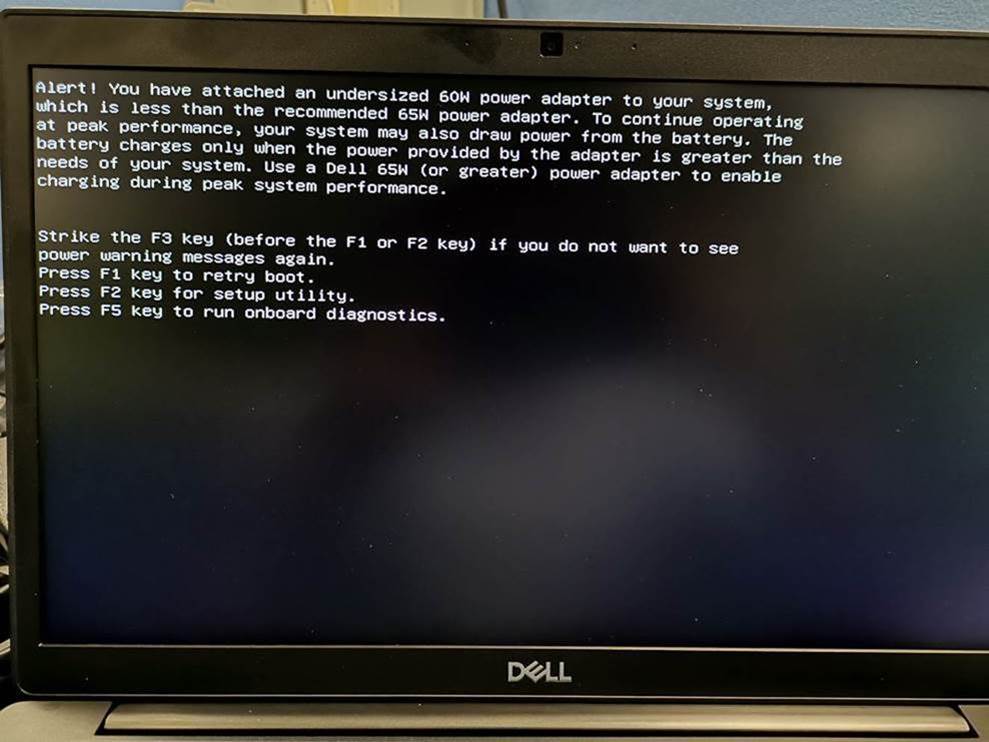 Alert! You have attached an undersized 60W power adapter to your system,
which is less than the recommended 65W power adapter. To continue operating
at peak performance, your system may also draw power from the battery. The
battery charges only when the power provided by the adapter is greater than the
needs of your system. Use a Dell 65W (or greater) power adapter to enable
charging during peak system performance.
Strike the F3 key (before the F1 or F2 key) if you do not want to see
power warning messages again.
Press F1 key to retry boot.
Press F2 key for setup utility.
Press F5 key to run onboard diagnostics.
DELL